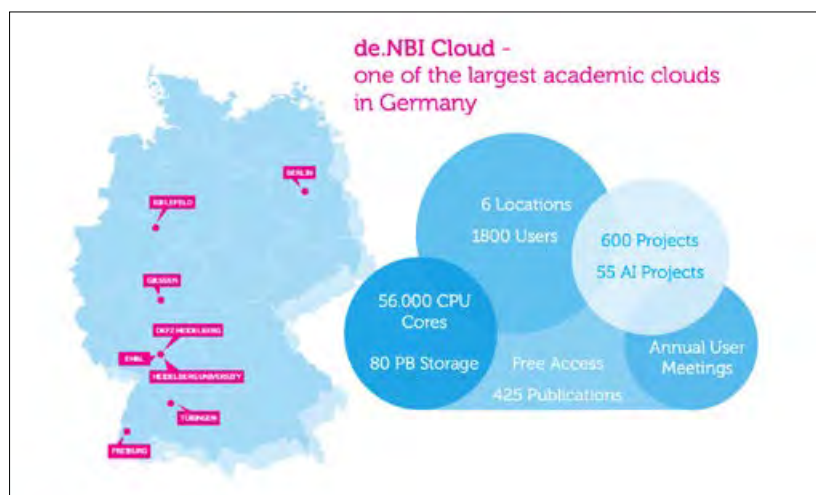 de.NBI Cloud -
one of the largest academic clouds
in Germany
BERLIN
BIELEFELD
GIESSEN
DKFZ HEIDELBERG
EMBL
HEIDELBERG UNIVERSITY
TÜBINGEN
FREIBURG
6 Locations
1800 Users
600 Projects
55 AI Projects
56.000 CPU
Cores
80 PB Storage
Free Access
425 Publications
Annual User
Meetings